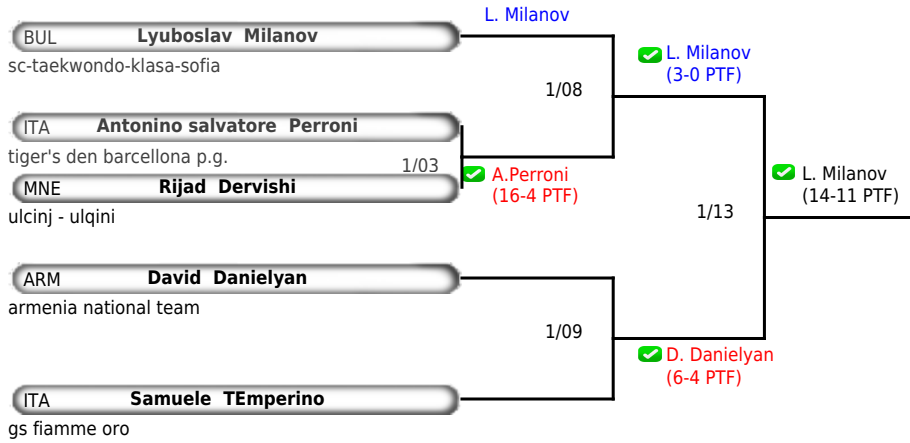 L. Milanov
BUL Lyuboslav Milanov
sc-taekwondo-klasa-sofia
L. Milanov
(3-0 PTF)
1/08
ITA Antonino salvatore Perroni
tiger's den barcellona p.g.
1/03
A.Perroni
(16-4 PTF)
MNE Rijad Dervishi
ulcinj - ulqini
L. Milanov
(14-11 PTF)
1/13
ARM David Danielyan
armenia national team
1/09
D. Danielyan
(6-4 PTF)
ITA Samuele TEmperino
gs fiamme oro